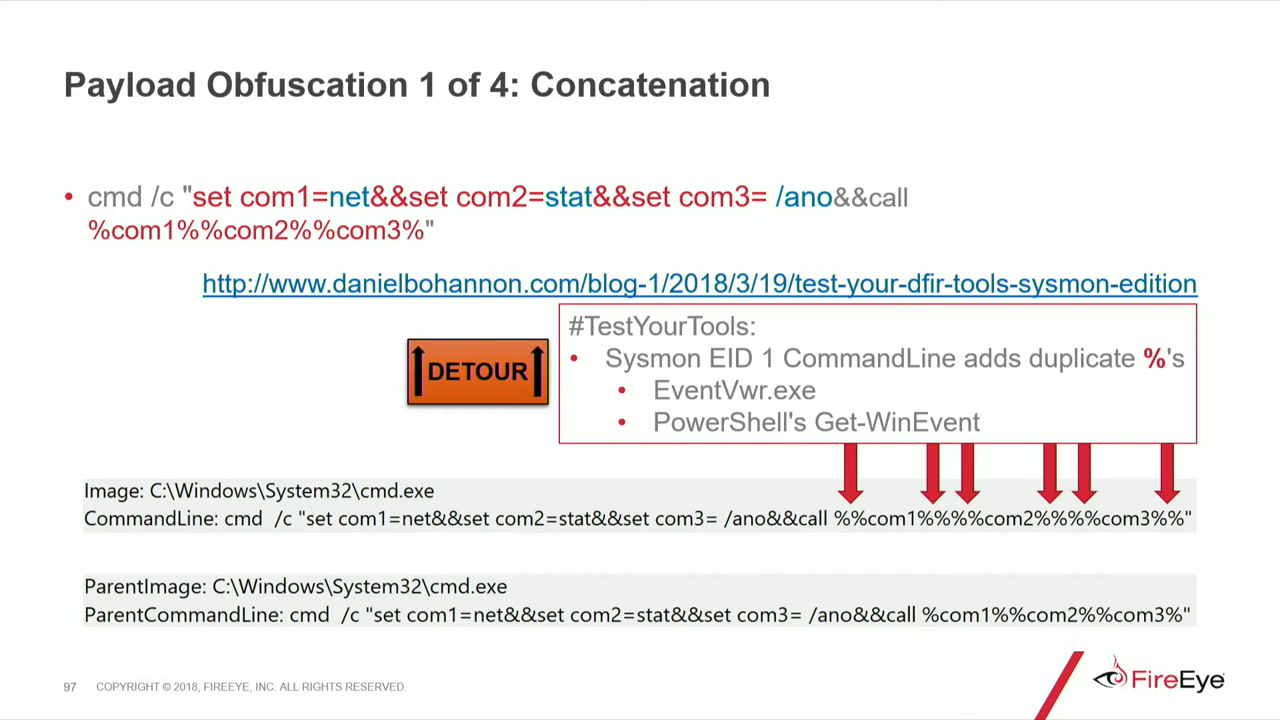 Payload Obfuscation 1 of 4: Concatenation
• cmd /c "set com1=net&&set com2=stat&&set com3= /ano&&call
%com1%%com2%%com3%"
http://www.danielbohannon.com/blog-1/2018/3/19/test-your-dfir-tools-sysmon-edition
DETOUR
#TestYourTools:
• Sysmon EID 1 CommandLine adds duplicate %'s
• EventVwr.exe
• PowerShell's Get-WinEvent
Image: C:\Windows\System32\cmd.exe
CommandLine: cmd  /c "set com1=net&&set com2=stat&&set com3= /ano&&call %%com1%%%%com2%%%%com3%%"
ParentImage: C:\Windows\System32\cmd.exe
ParentCommandLine: cmd  /c "set com1=net&&set com2=stat&&set com3= /ano&&call %com1%%com2%%com3%"
97 COPYRIGHT © 2018, FIREEYE, INC. ALL RIGHTS RESERVED.
FireEye